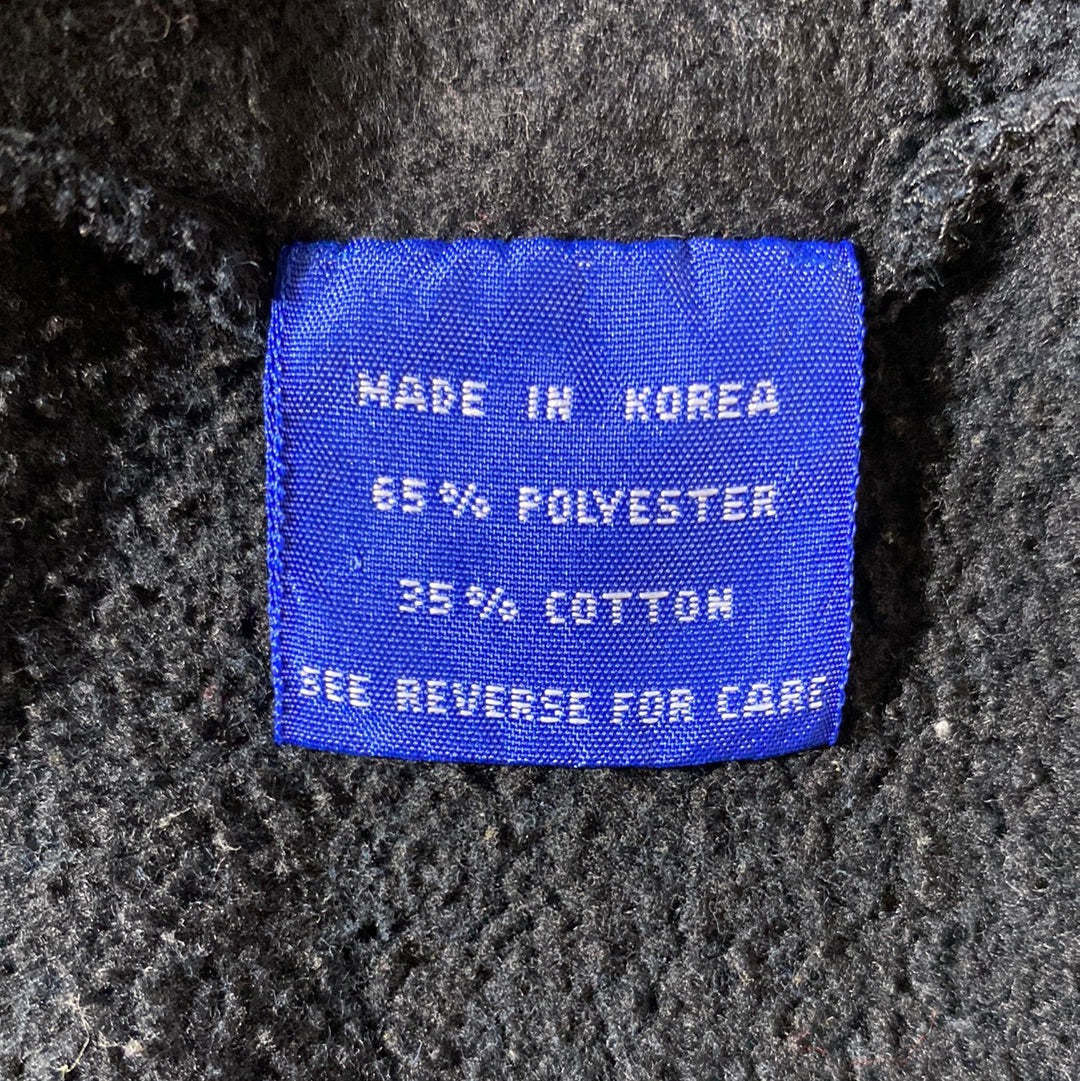 MADE IN KOREA
65% POLYESTER
35% COTTON
SEE REVERSE FOR CARE